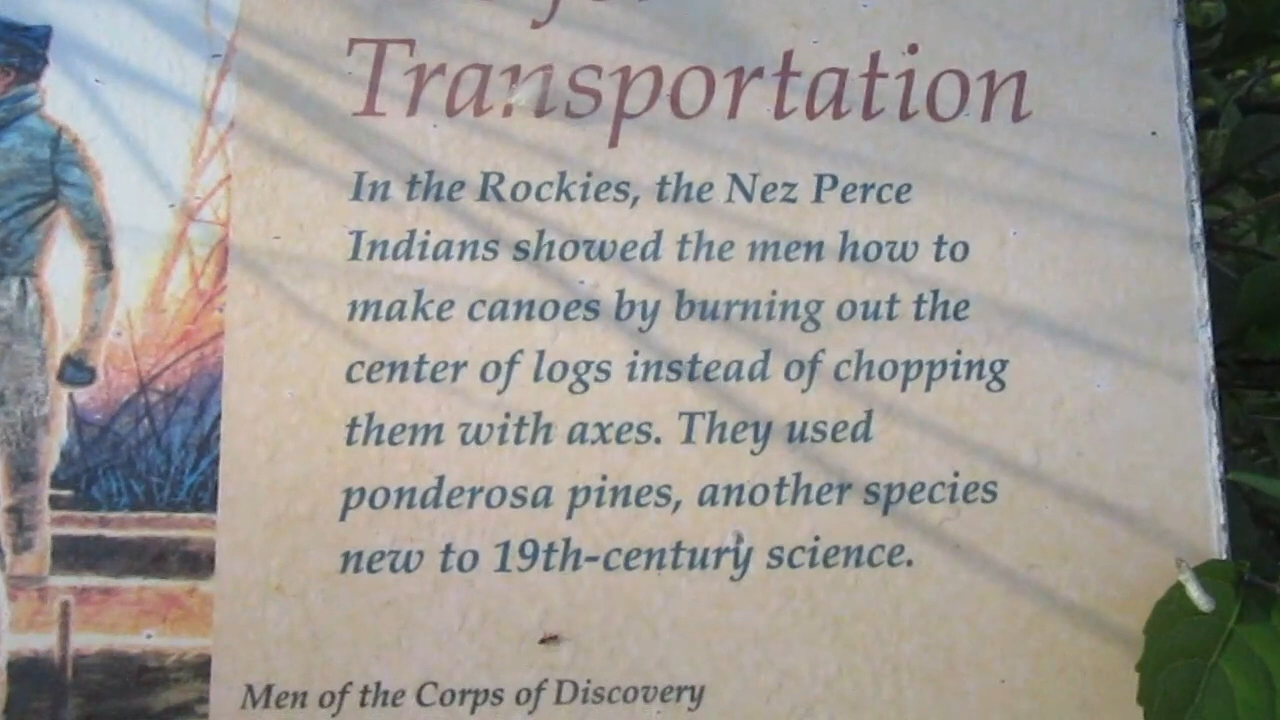 for
Transportation
In the Rockies, the Nez Perce
Indians showed the men how to
make canoes by burning out the
center of logs instead of chopping
them with axes. They used
ponderosa pines, another species
new to 19th-century science.
Men of the Corps of Discovery